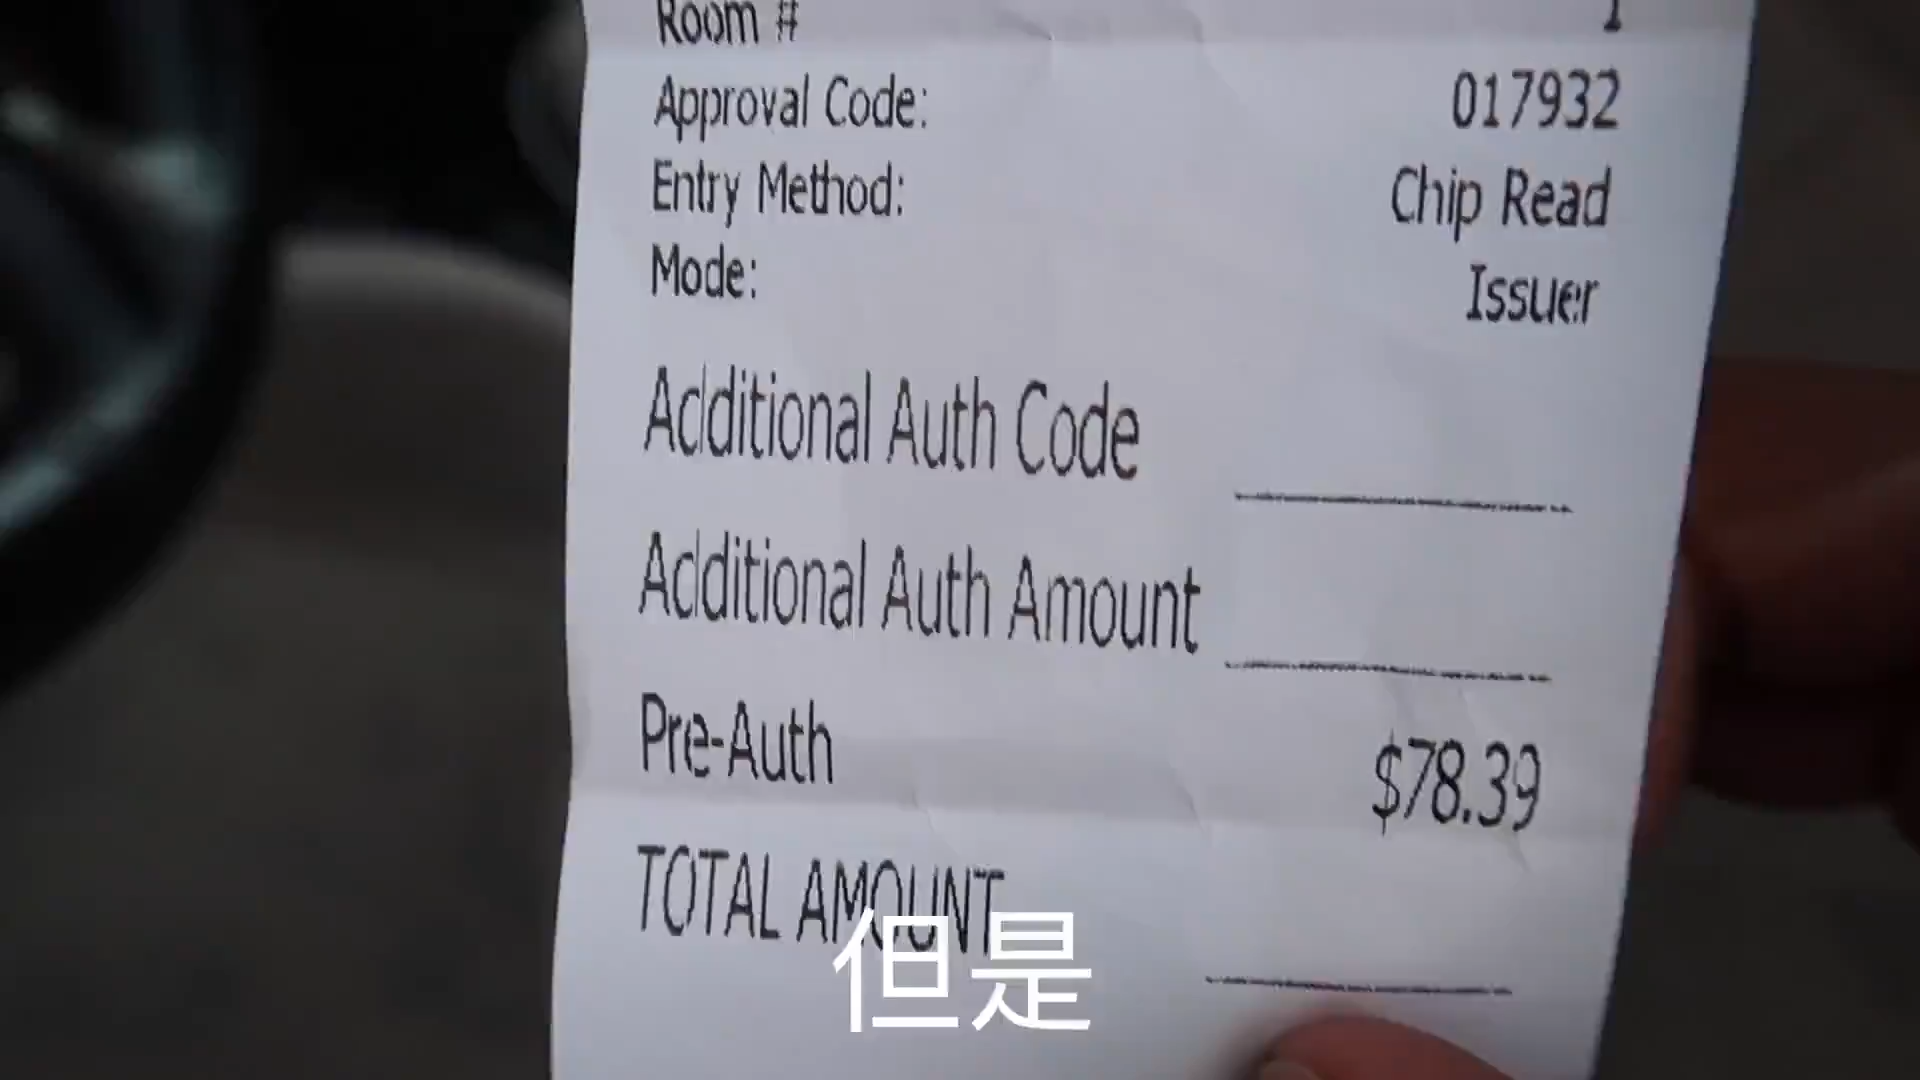 Room # 1
Approval Code: 017932
Entry Method: Chip Read
Mode: Issuer
Additional Auth Code
Additional Auth Amount
Pre-Auth $78.39
TOTAL AMOUNT
但是